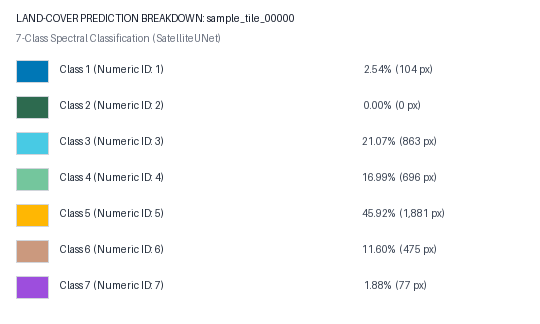 LAND-COVER PREDICTION BREAKDOWN: sample_tile_00000
7-Class Spectral Classification (SatelliteUNet)
Class 1 (Numeric ID: 1) 2.54% (104 px)
Class 2 (Numeric ID: 2) 0.00% (0 px)
Class 3 (Numeric ID: 3) 21.07% (863 px)
Class 4 (Numeric ID: 4) 16.99% (696 px)
Class 5 (Numeric ID: 5) 45.92% (1,881 px)
Class 6 (Numeric ID: 6) 11.60% (475 px)
Class 7 (Numeric ID: 7) 1.88% (77 px)